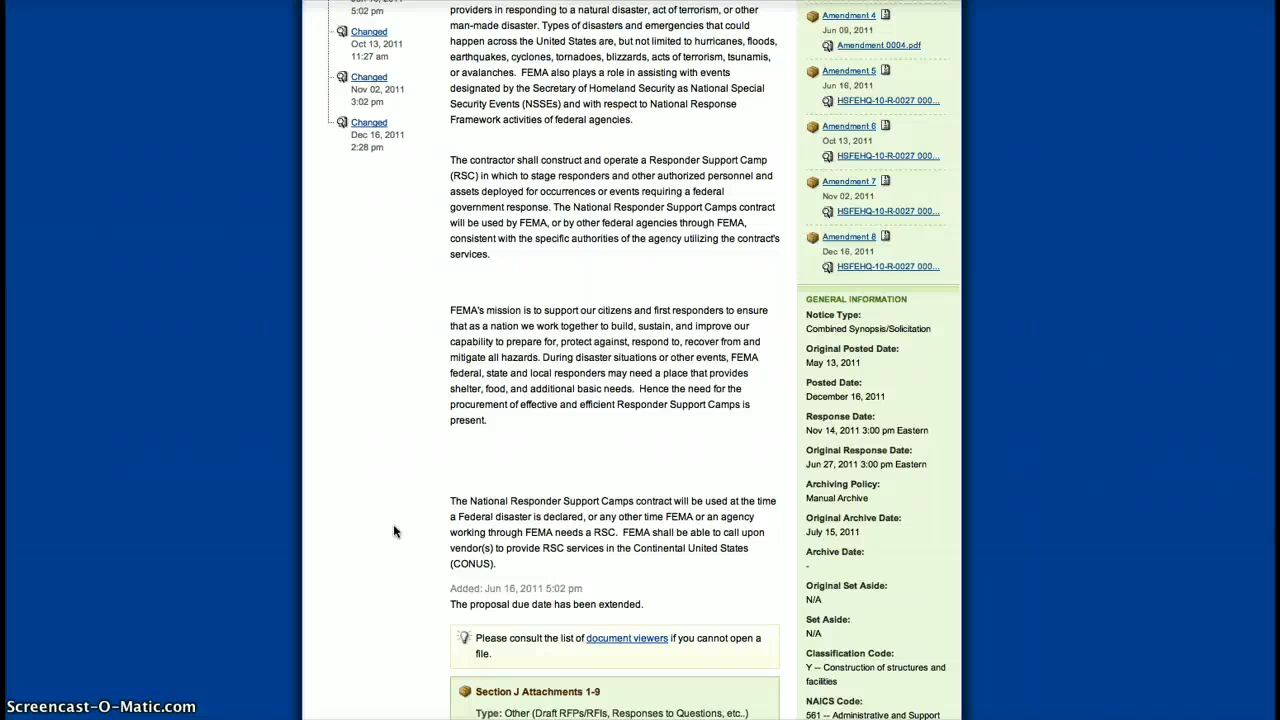 5:02 pm
Changed
Oct 13, 2011
11:27 am
Changed
Nov 02, 2011
3:02 pm
Changed
Dec 16, 2011
2:28 pm
providers in responding to a natural disaster, act of terrorism, or other
man-made disaster. Types of disasters and emergencies that could
happen across the United States are, but not limited to hurricanes, floods,
earthquakes, cyclones, tornadoes, blizzards, acts of terrorism, tsunamis,
or avalanches. FEMA also plays a role in assisting with events
designated by the Secretary of Homeland Security as National Special
Security Events (NSSEs) and with respect to National Response
Framework activities of federal agencies.
The contractor shall construct and operate a Responder Support Camp
(RSC) in which to stage responders and other authorized personnel and
assets deployed for occurrences or events requiring a federal
government response. The National Responder Support Camps contract
will be used by FEMA, or by other federal agencies through FEMA,
consistent with the specific authorities of the agency utilizing the contract's
services.
FEMA's mission is to support our citizens and first responders to ensure
that as a nation we work together to build, sustain, and improve our
capability to prepare for, protect against, respond to, recover from and
mitigate all hazards. During disaster situations or other events, FEMA
federal, state and local responders may need a place that provides
shelter, food, and additional basic needs. Hence the need for the
procurement of effective and efficient Responder Support Camps is
present.
The National Responder Support Camps contract will be used at the time
a Federal disaster is declared, or any other time FEMA or an agency
working through FEMA needs a RSC. FEMA shall be able to call upon
vendor(s) to provide RSC services in the Continental United States
(CONUS).
Added: Jun 16, 2011 5:02 pm
The proposal due date has been extended.
Please consult the list of document viewers if you cannot open a
file.
Section J Attachments 1-9
Type: Other (Draft RFPs/RFIs, Responses to Questions, etc..)
Amendment 4
Jun 09, 2011
Amendment 0004.pdf
Amendment 5
Jun 16, 2011
HSFEHQ-10-R-0027 000...
Amendment 6
Oct 13, 2011
HSFEHQ-10-R-0027 000...
Amendment 7
Nov 02, 2011
HSFEHQ-10-R-0027 000...
Amendment 8
Dec 16, 2011
HSFEHQ-10-R-0027 000...
GENERAL INFORMATION
Notice Type:
Combined Synopsis/Solicitation
Original Posted Date:
May 13, 2011
Posted Date:
December 16, 2011
Response Date:
Nov 14, 2011 3:00 pm Eastern
Original Response Date:
Jun 27, 2011 3:00 pm Eastern
Archiving Policy:
Manual Archive
Original Archive Date:
July 15, 2011
Archive Date:
-
Original Set Aside:
N/A
Set Aside:
N/A
Classification Code:
Y -- Construction of structures and
facilities
NAICS Code:
561 -- Administrative and Support
Screencast-O-Matic.com